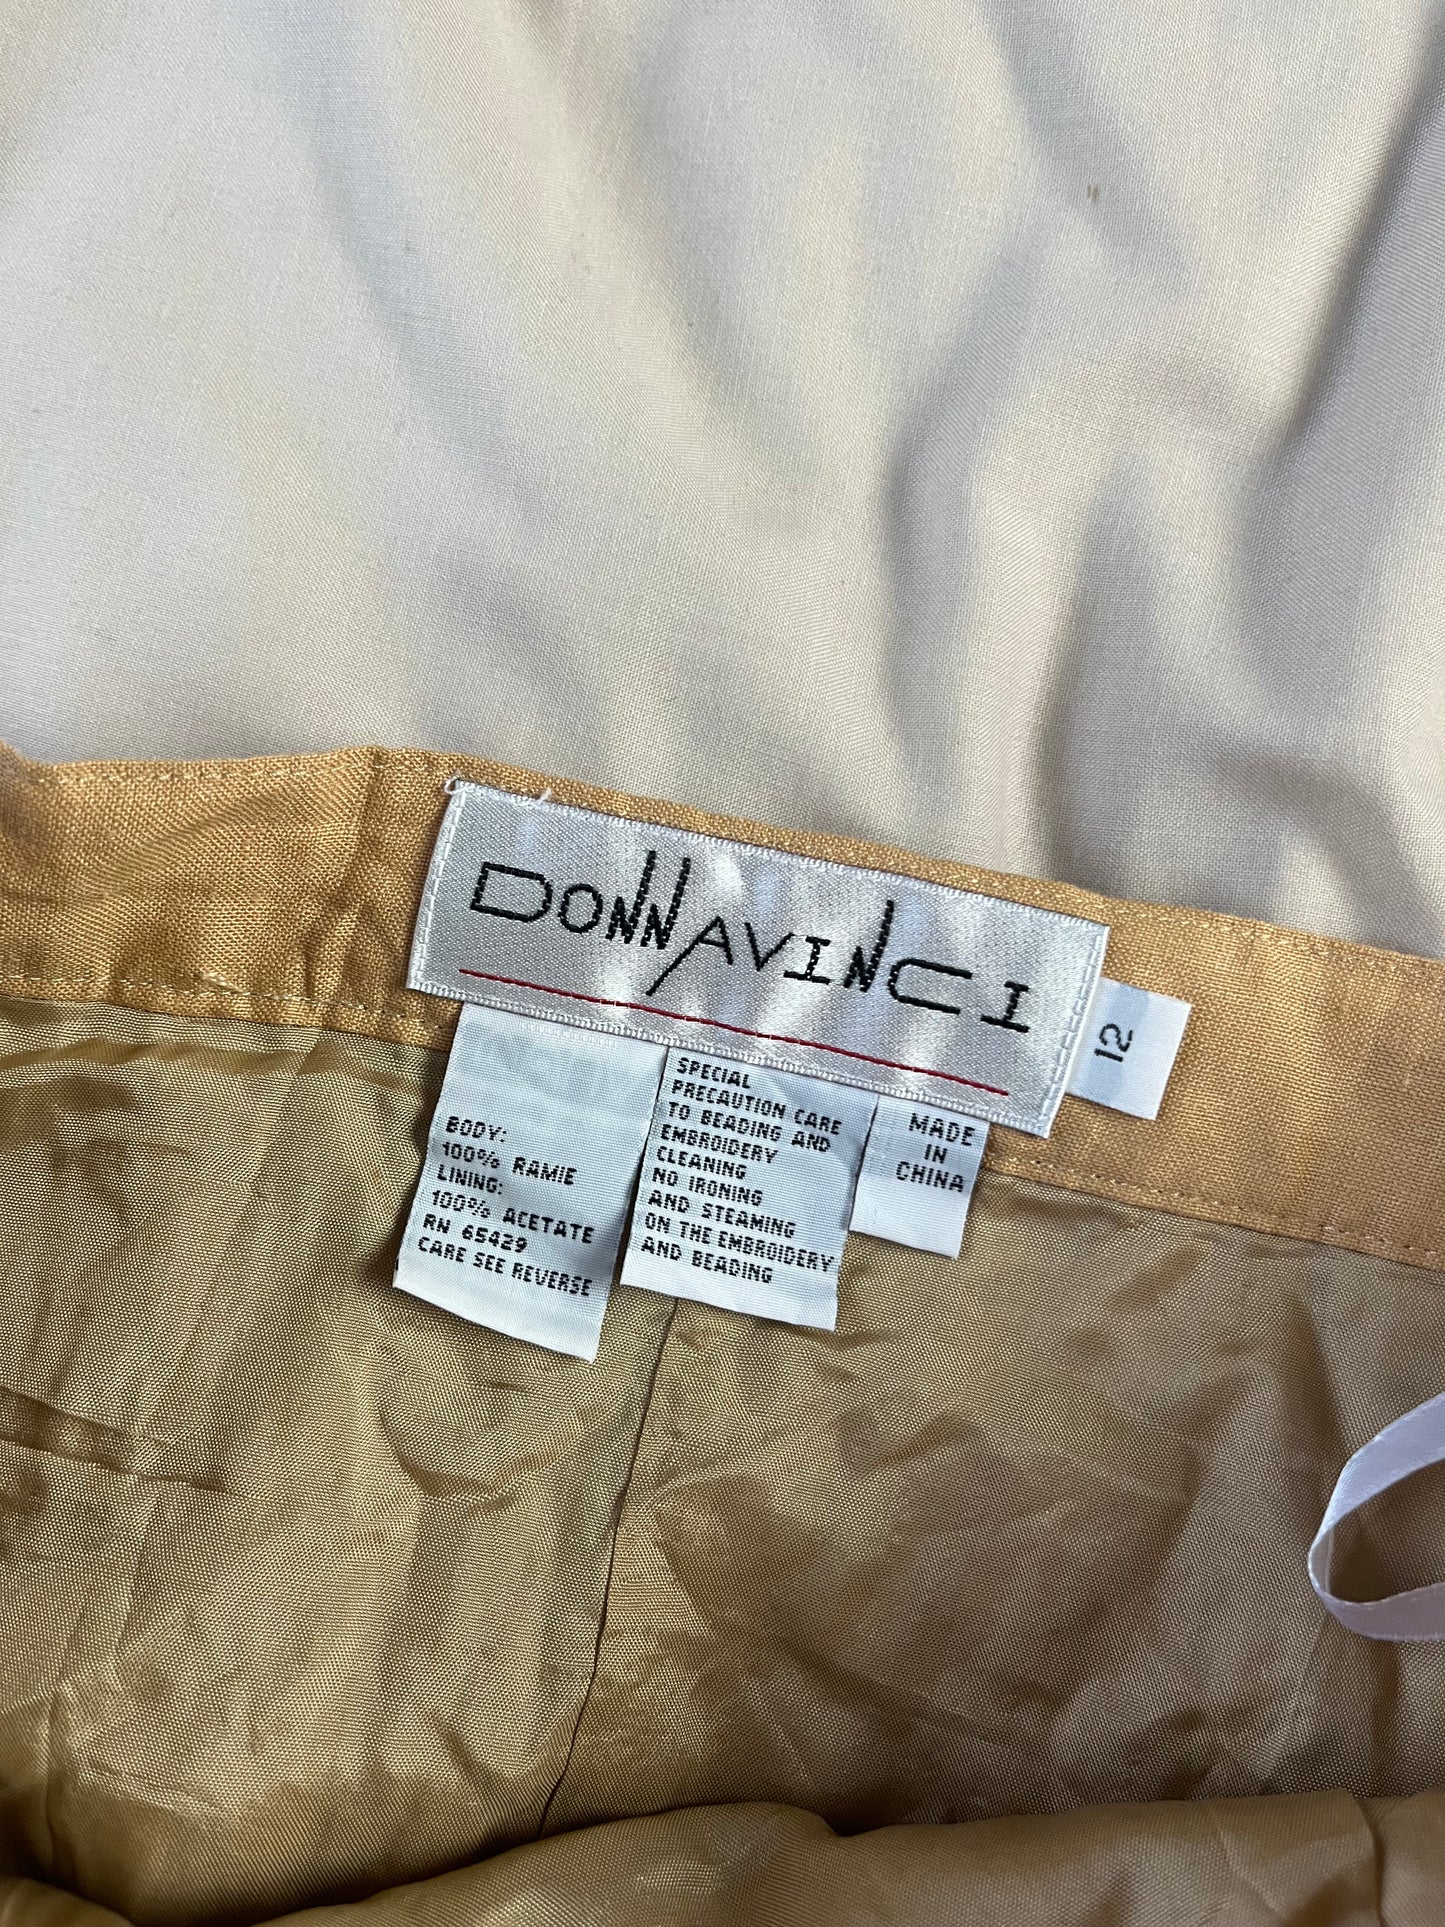 DONNAVINCI
12
BODY:
100% RAMIE
LINING:
100% ACETATE
RN 65429
CARE SEE REVERSE
SPECIAL
PRECAUTION CARE
TO BEADING AND
EMBROIDERY
CLEANING
NO IRONING
AND STEAMING
ON THE EMBROIDERY
AND BEADING
MADE
IN
CHINA